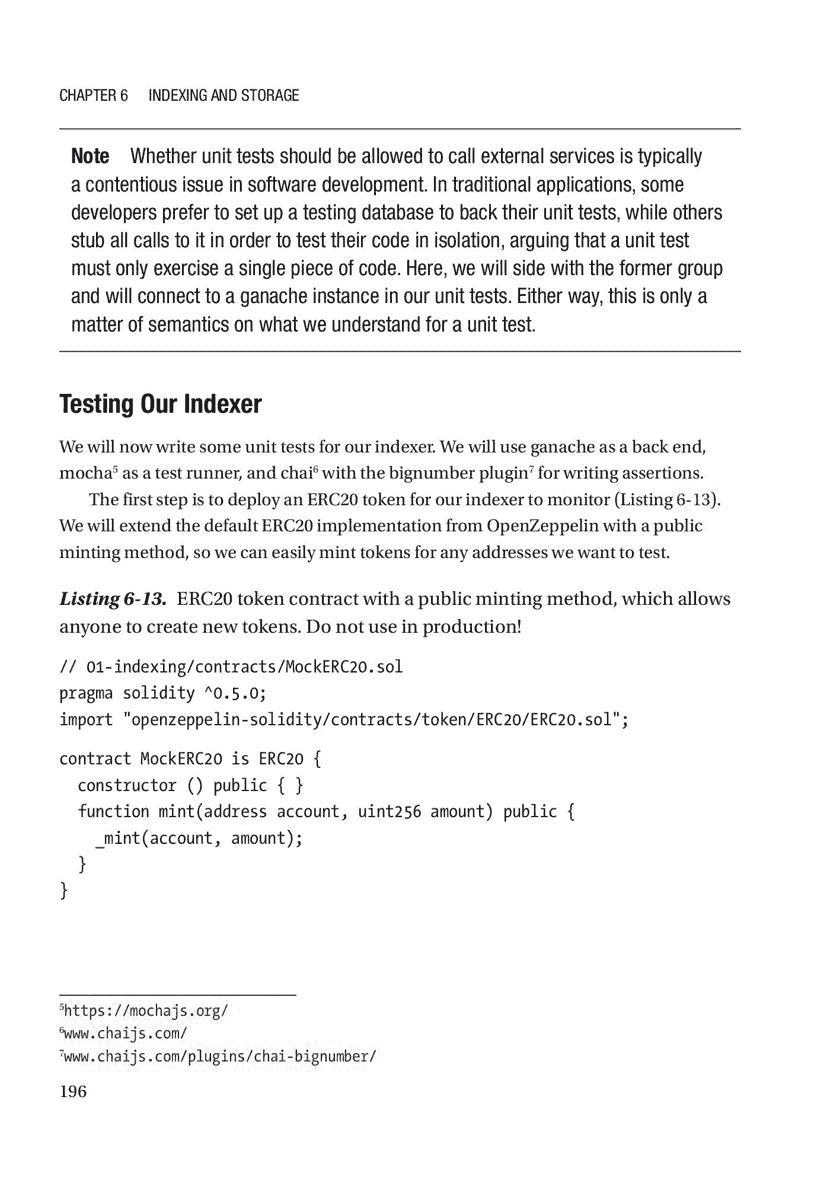 CHAPTER 6 INDEXING AND STORAGE
Note Whether unit tests should be allowed to call external services is typically
a contentious issue in software development. In traditional applications, some
developers prefer to set up a testing database to back their unit tests, while others
stub all calls to it in order to test their code in isolation, arguing that a unit test
must only exercise a single piece of code. Here, we will side with the former group
and will connect to a ganache instance in our unit tests. Either way, this is only a
matter of semantics on what we understand for a unit test.
Testing Our Indexer
We will now write some unit tests for our indexer. We will use ganache as a back end,
mocha⁵ as a test runner, and chai⁶ with the bignumber plugin⁷ for writing assertions.
The first step is to deploy an ERC20 token for our indexer to monitor (Listing 6-13).
We will extend the default ERC20 implementation from OpenZeppelin with a public
minting method, so we can easily mint tokens for any addresses we want to test.
Listing 6-13. ERC20 token contract with a public minting method, which allows
anyone to create new tokens. Do not use in production!
// 01-indexing/contracts/MockERC20.sol
pragma solidity ^0.5.0;
import "openzeppelin-solidity/contracts/token/ERC20/ERC20.sol";
contract MockERC20 is ERC20 {
  constructor () public { }
  function mint(address account, uint256 amount) public {
    _mint(account, amount);
  }
}
⁵https://mochajs.org/
⁶www.chaijs.com/
⁷www.chaijs.com/plugins/chai-bignumber/
196